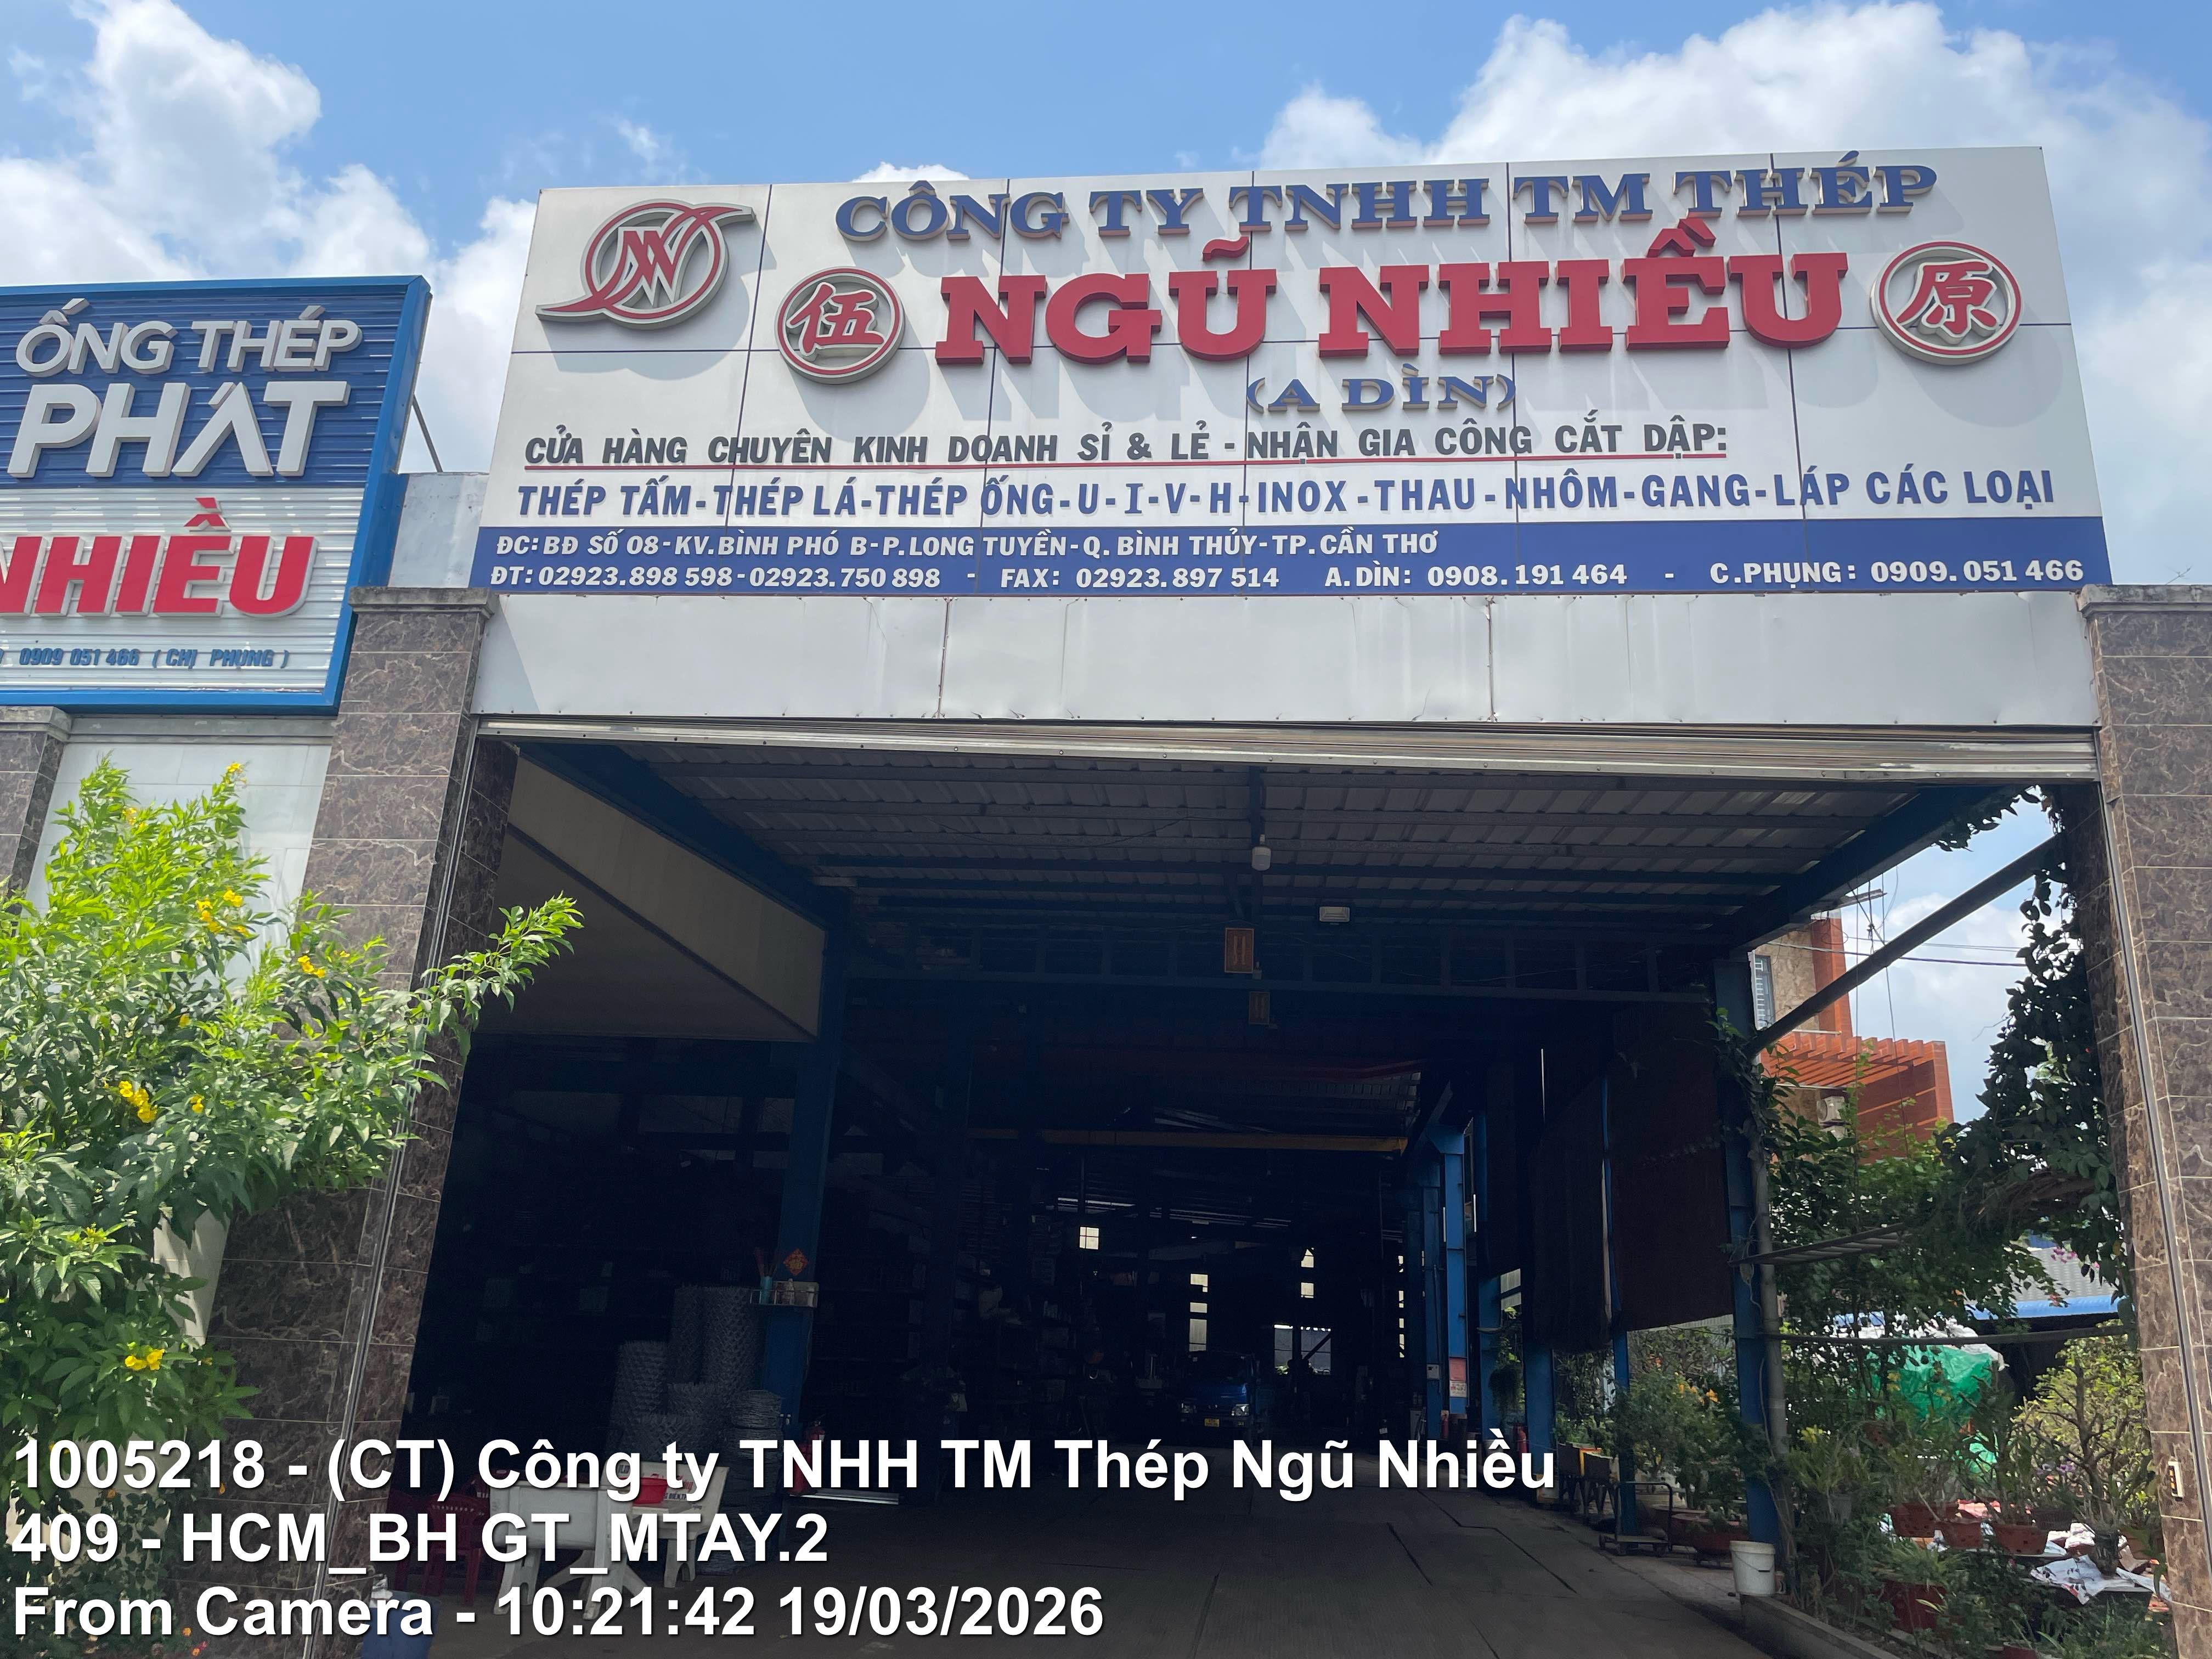 ỐNG THÉP
PHÁT
NHIỀU
0909 051 466 ( CHỊ PHỤNG )
CÔNG TY TNHH TM THÉP
伍 NGŨ NHIỀU 原
(A DÌN)
CỬA HÀNG CHUYÊN KINH DOANH SỈ & LẺ - NHẬN GIA CÔNG CẮT DẬP:
THÉP TẤM-THÉP LÁ-THÉP ỐNG-U-I-V-H-INOX-THAU-NHÔM-GANG-LÁP CÁC LOẠI
ĐC: BĐ SỐ 08-KV.BÌNH PHÓ B-P.LONG TUYỀN-Q. BÌNH THỦY-TP.CẦN THƠ
ĐT: 02923.898 598-02923.750 898 - FAX: 02923.897 514 A.DÌN: 0908.191 464 - C.PHỤNG: 0909.051 466
1005218 - (CT) Công ty TNHH TM Thép Ngũ Nhiều
409 - HCM_BH GT_MTAY.2
From Camera - 10:21:42 19/03/2026